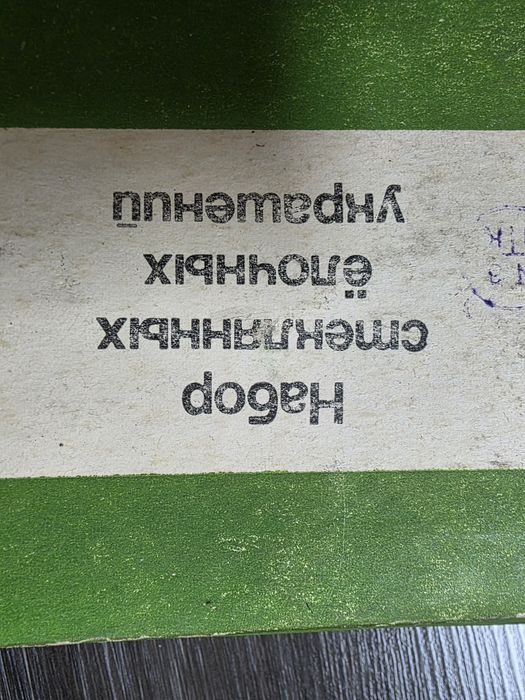 Набор
стеклянных
ёлочных
украшений